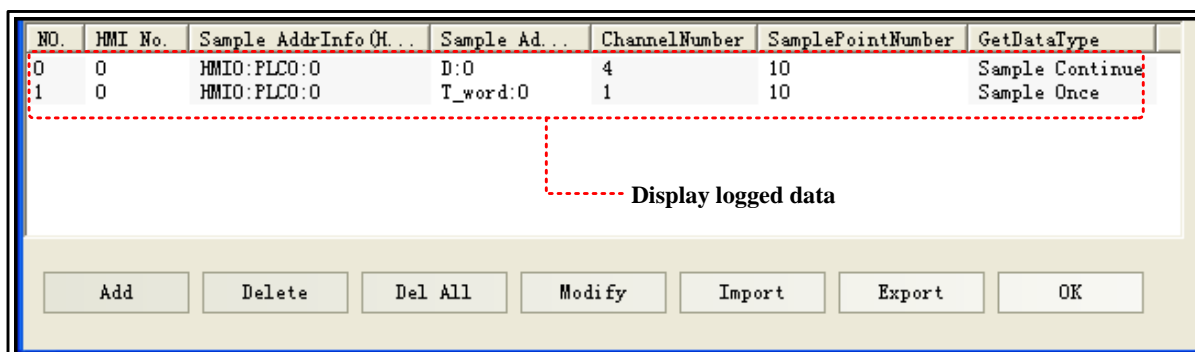 NO. HMI No. Sample AddrInfo(H... Sample Ad... ChannelNumber SamplePointNumber GetDataType
0 0 HMI0:PLC0:0 D:0 4 10 Sample Continue
1 0 HMI0:PLC0:0 T_word:0 1 10 Sample Once
Display logged data
Add Delete Del All Modify Import Export OK